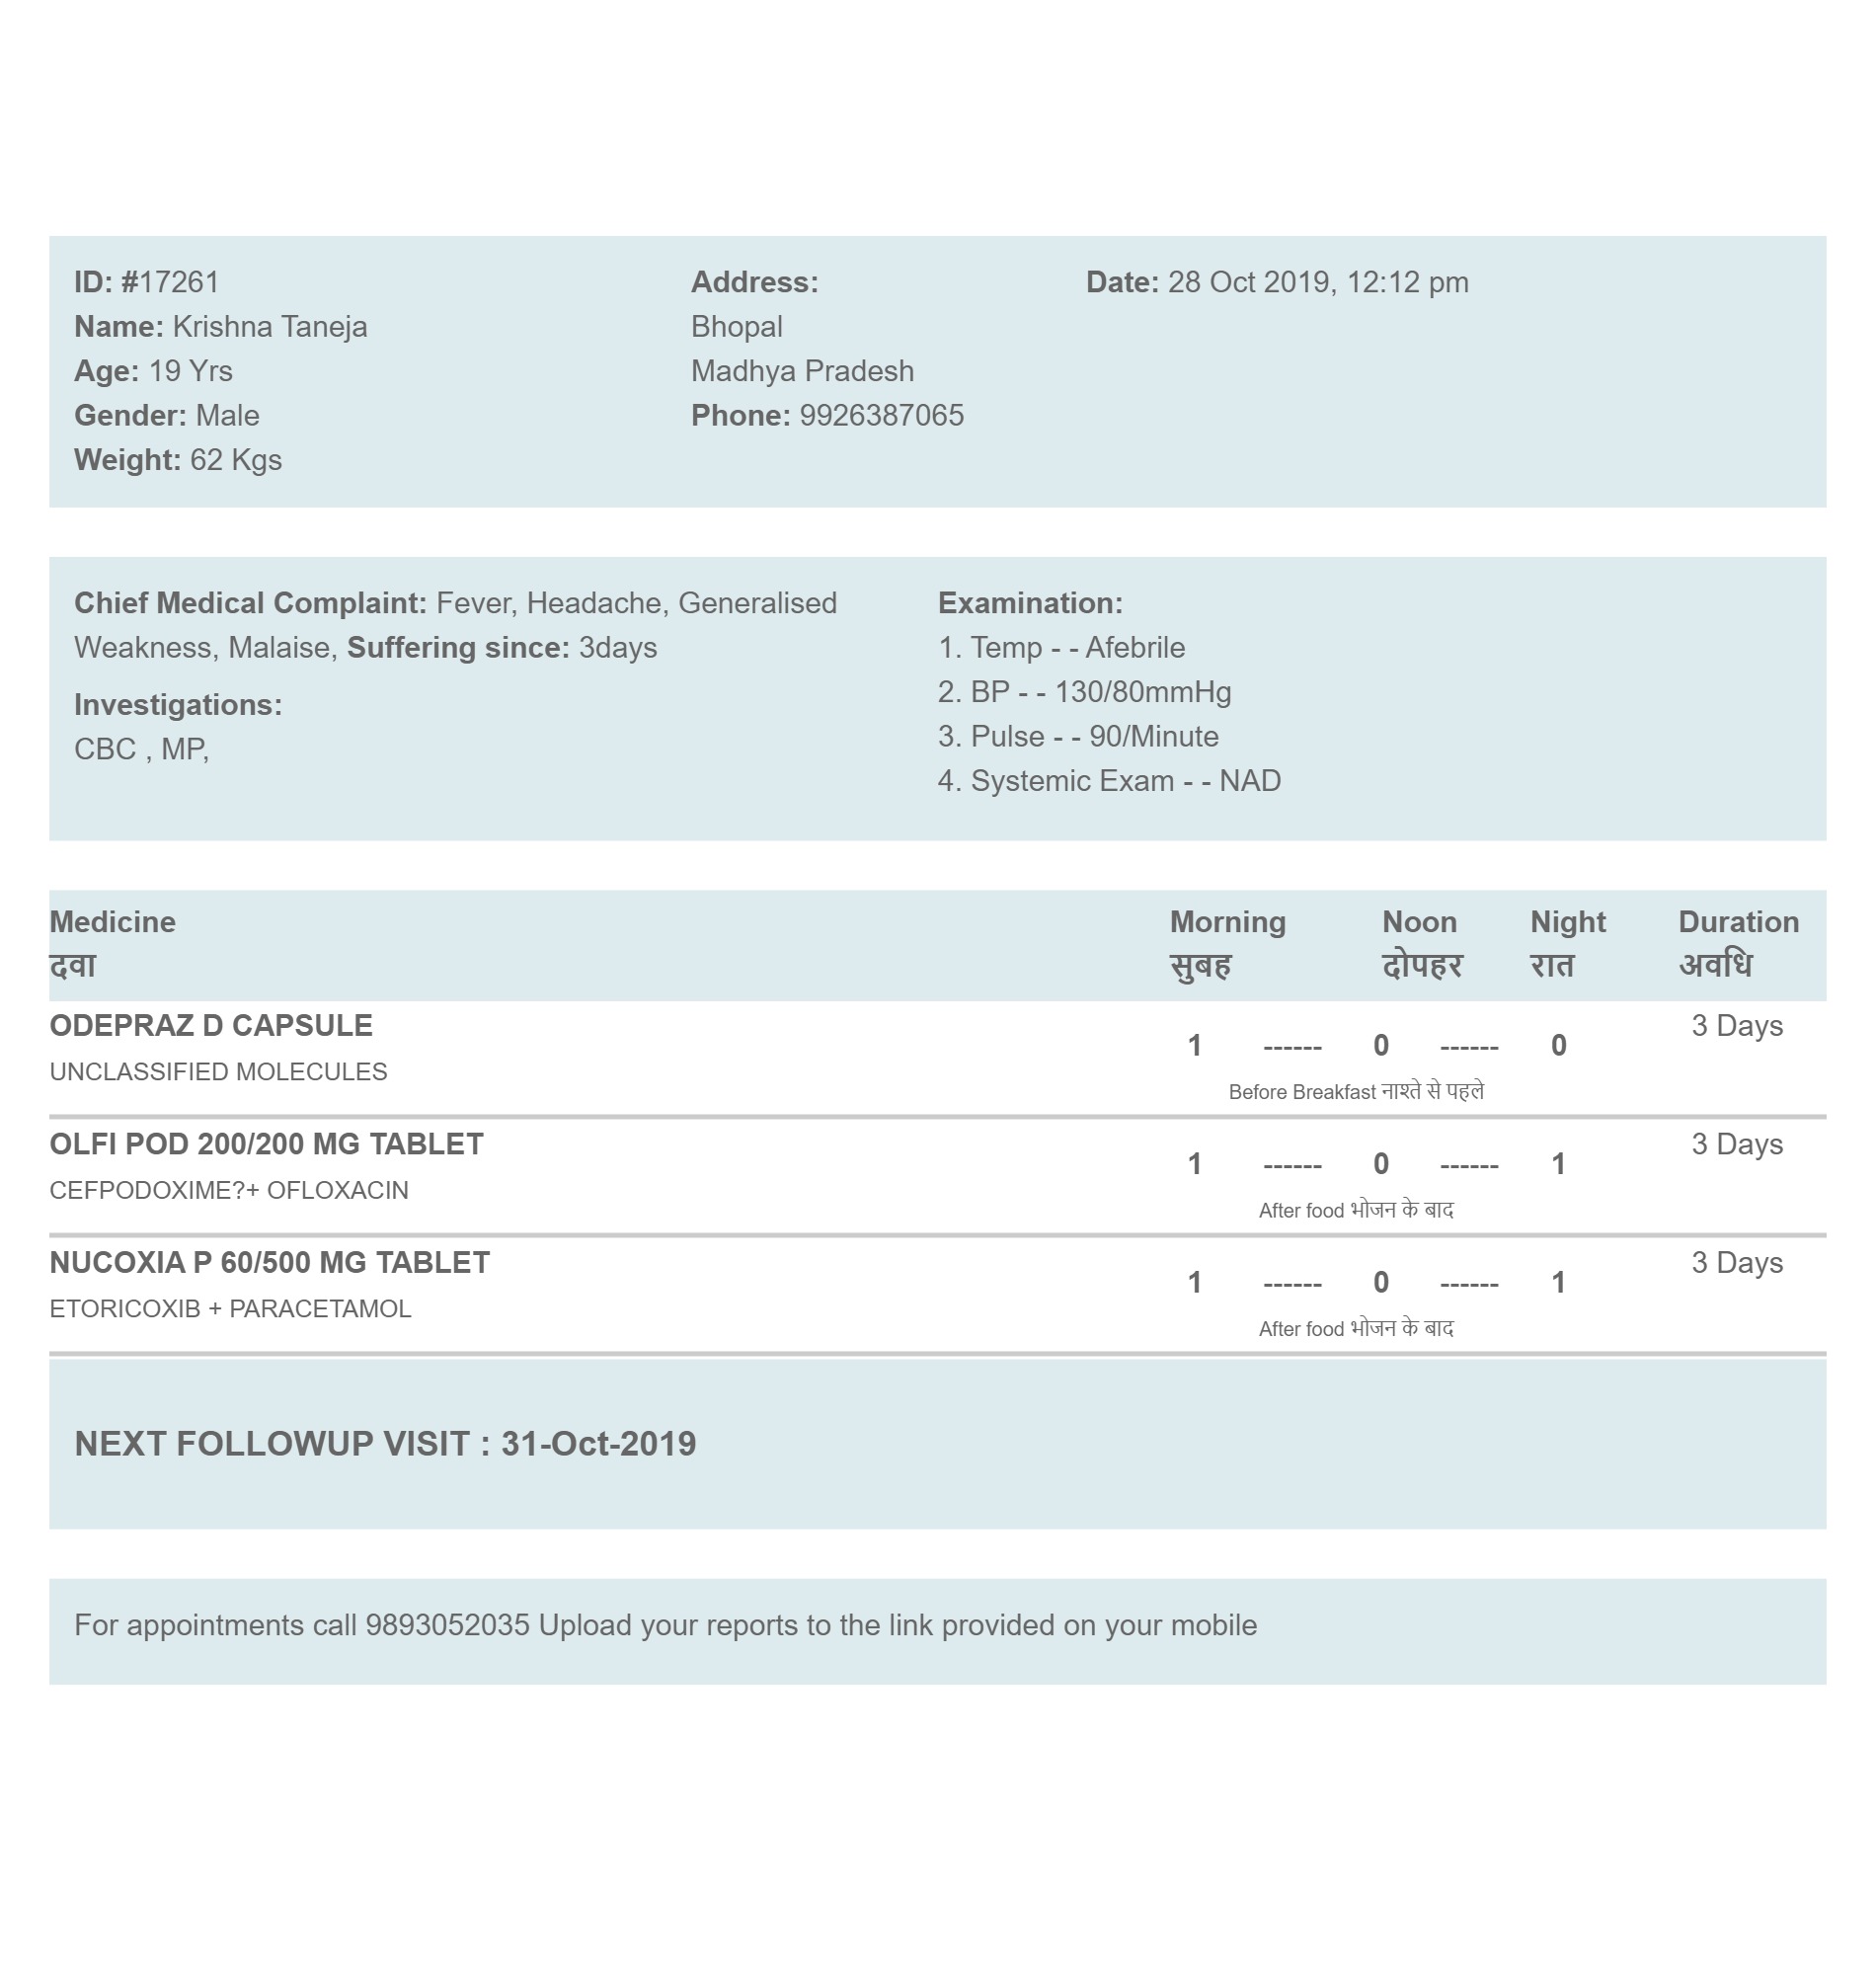 ID: #17261
Name: Krishna Taneja
Age: 19 Yrs
Gender: Male
Weight: 62 Kgs
Address:
Bhopal
Madhya Pradesh
Phone: 9926387065
Date: 28 Oct 2019, 12:12 pm
Chief Medical Complaint: Fever, Headache, Generalised
Weakness, Malaise, Suffering since: 3days
Investigations:
CBC , MP,
Examination:
1. Temp - - Afebrile
2. BP - - 130/80mmHg
3. Pulse - - 90/Minute
4. Systemic Exam - - NAD
Medicine Morning Noon Night Duration
दवा सुबह दोपहर रात अवधि
ODEPRAZ D CAPSULE 1 ------ 0 ------ 0 3 Days
UNCLASSIFIED MOLECULES
Before Breakfast नाश्ते से पहले
OLFI POD 200/200 MG TABLET 1 ------ 0 ------ 1 3 Days
CEFPODOXIME?+ OFLOXACIN
After food भोजन के बाद
NUCOXIA P 60/500 MG TABLET 1 ------ 0 ------ 1 3 Days
ETORICOXIB + PARACETAMOL
After food भोजन के बाद
NEXT FOLLOWUP VISIT : 31-Oct-2019
For appointments call 9893052035 Upload your reports to the link provided on your mobile